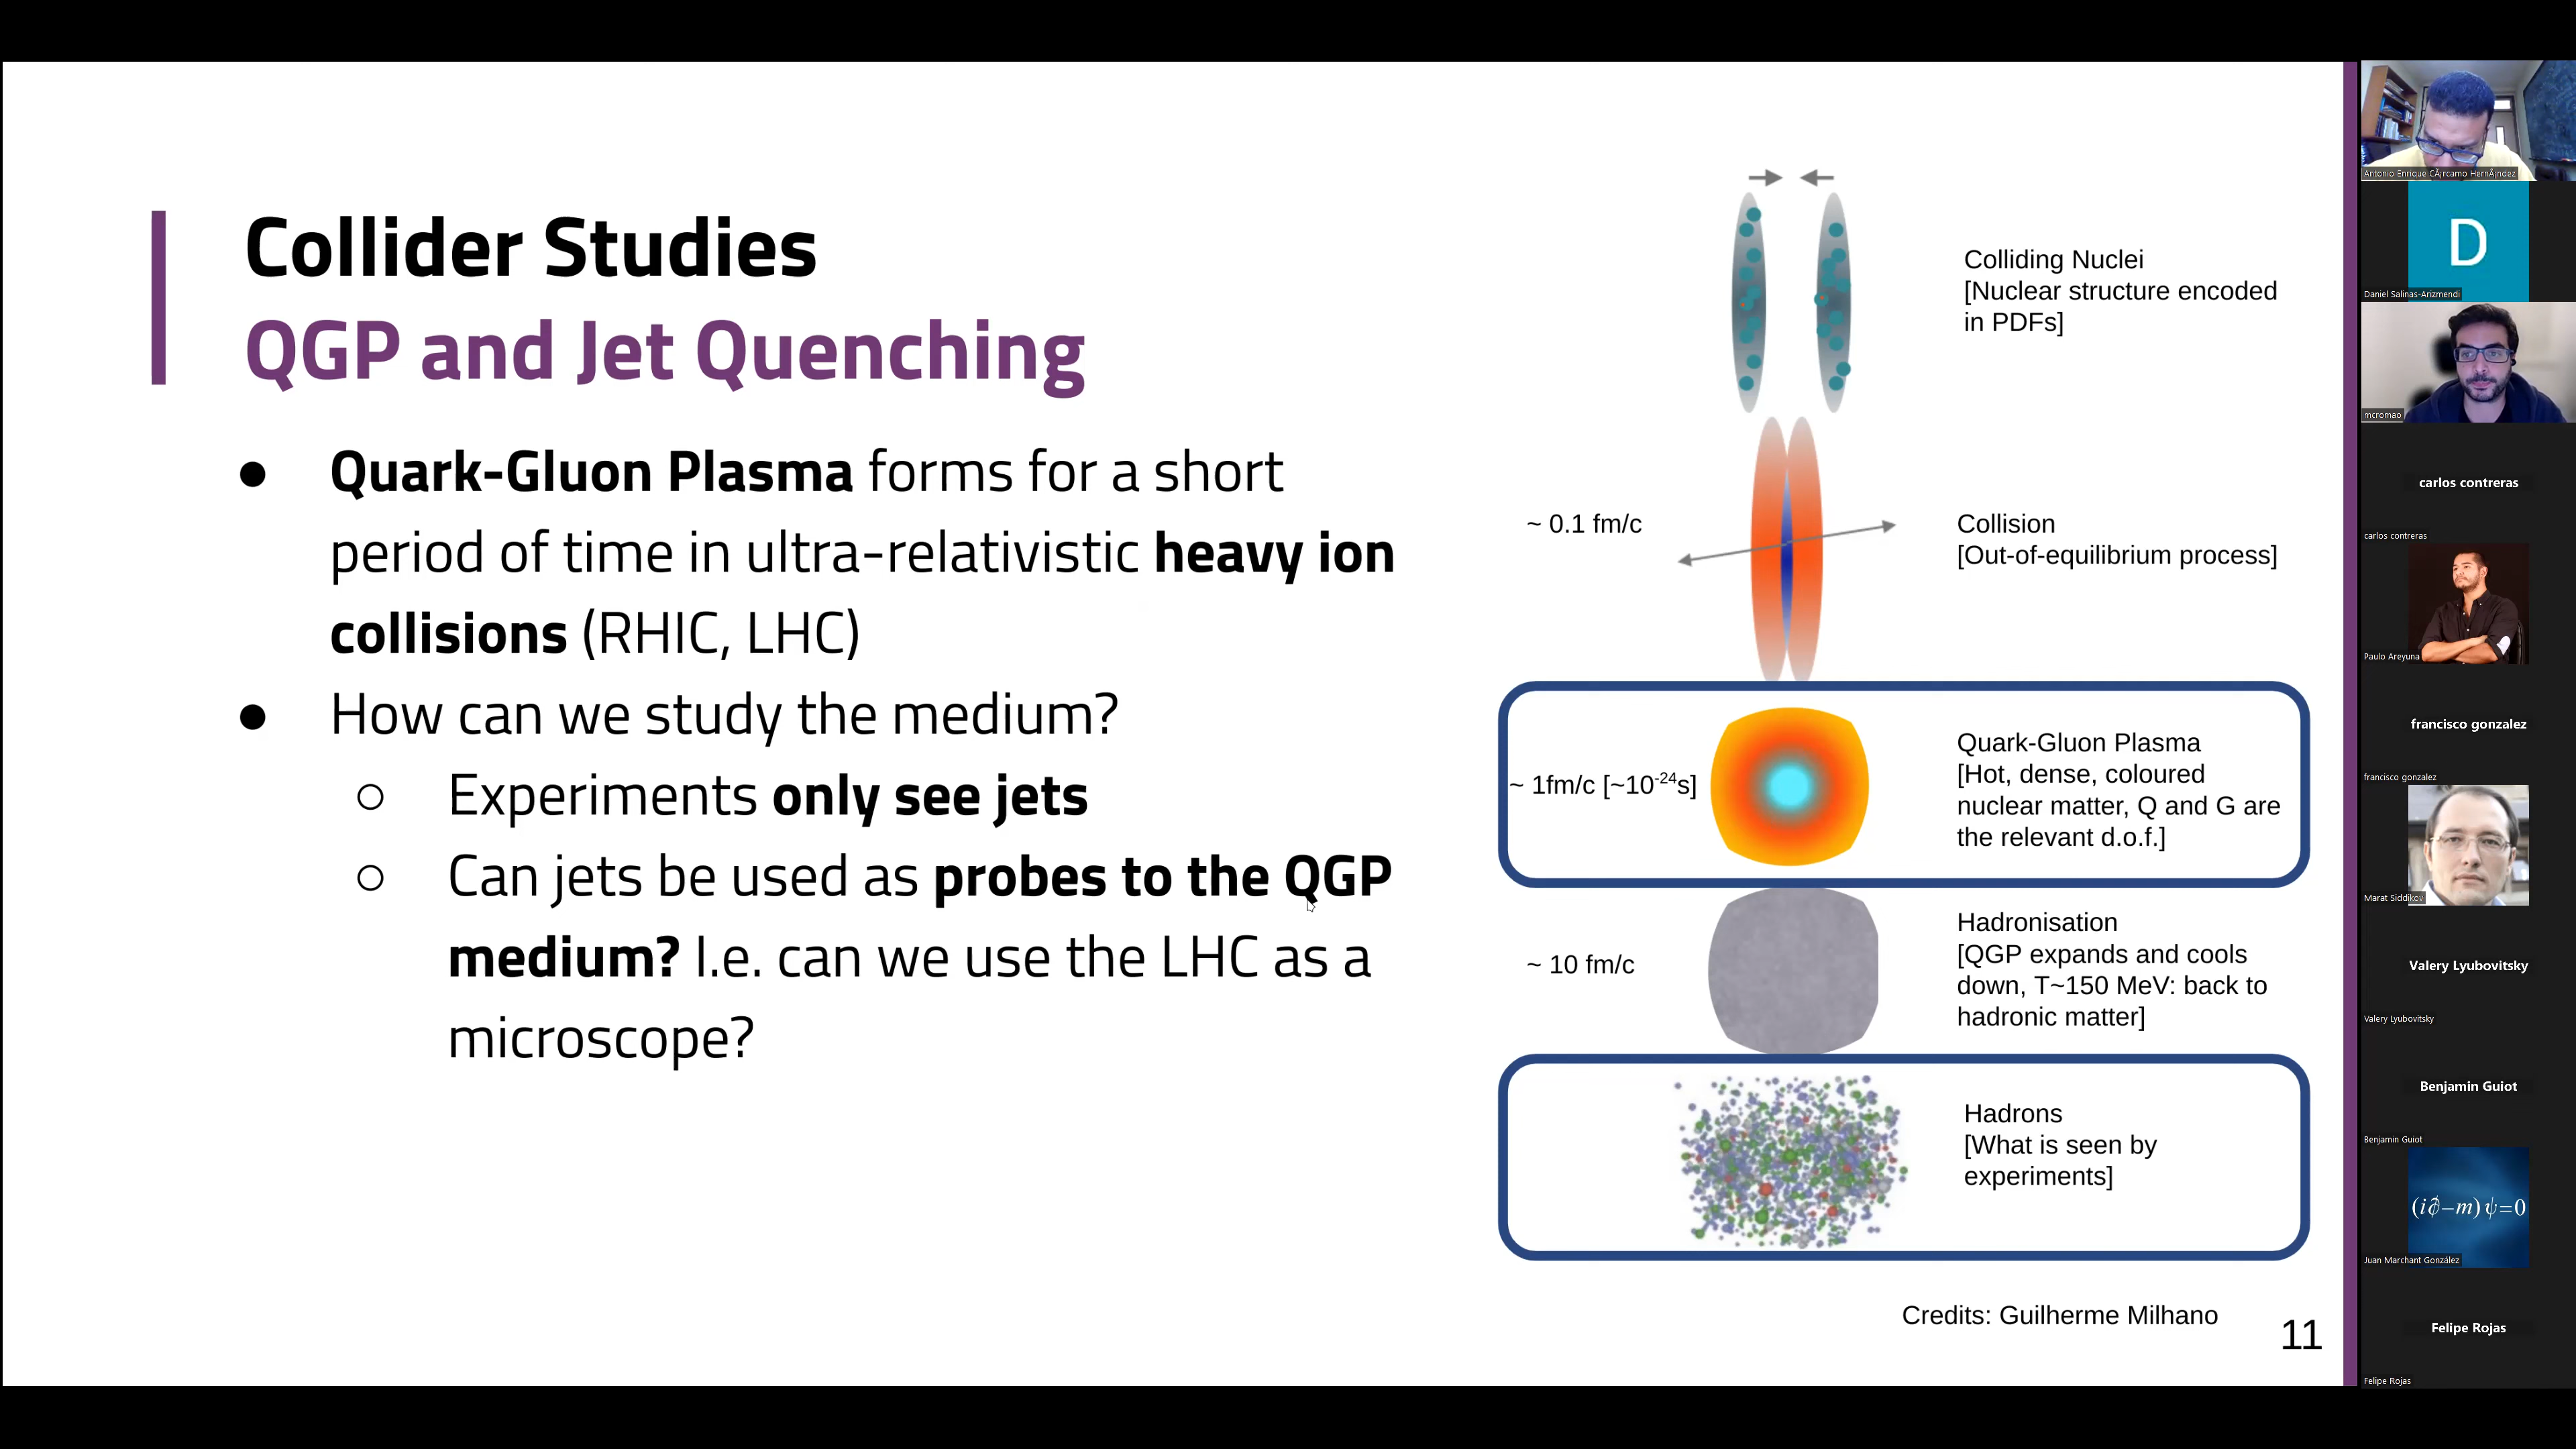 Collider Studies
QGP and Jet Quenching
● Quark-Gluon Plasma forms for a short
period of time in ultra-relativistic heavy ion
collisions (RHIC, LHC)
● How can we study the medium?
○ Experiments only see jets
○ Can jets be used as probes to the QGP
medium? I.e. can we use the LHC as a
microscope?
Colliding Nuclei
[Nuclear structure encoded
in PDFs]
~ 0.1 fm/c
Collision
[Out-of-equilibrium process]
~ 1fm/c [~10⁻²⁴s]
Quark-Gluon Plasma
[Hot, dense, coloured
nuclear matter, Q and G are
the relevant d.o.f.]
~ 10 fm/c
Hadronisation
[QGP expands and cools
down, T~150 MeV: back to
hadronic matter]
Hadrons
[What is seen by
experiments]
Credits: Guilherme Milhano
11
Antonio Enrique CÃ¡rcamo HernÃ¡ndez
D
Daniel Salinas-Arizmendi
mcromao
carlos contreras
carlos contreras
Paulo Areyuna
francisco gonzalez
francisco gonzalez
Marat Siddikov
Valery Lyubovitsky
Valery Lyubovitsky
Benjamin Guiot
Benjamin Guiot
(i∂̸−m)ψ=0
Juan Marchant González
Felipe Rojas
Felipe Rojas